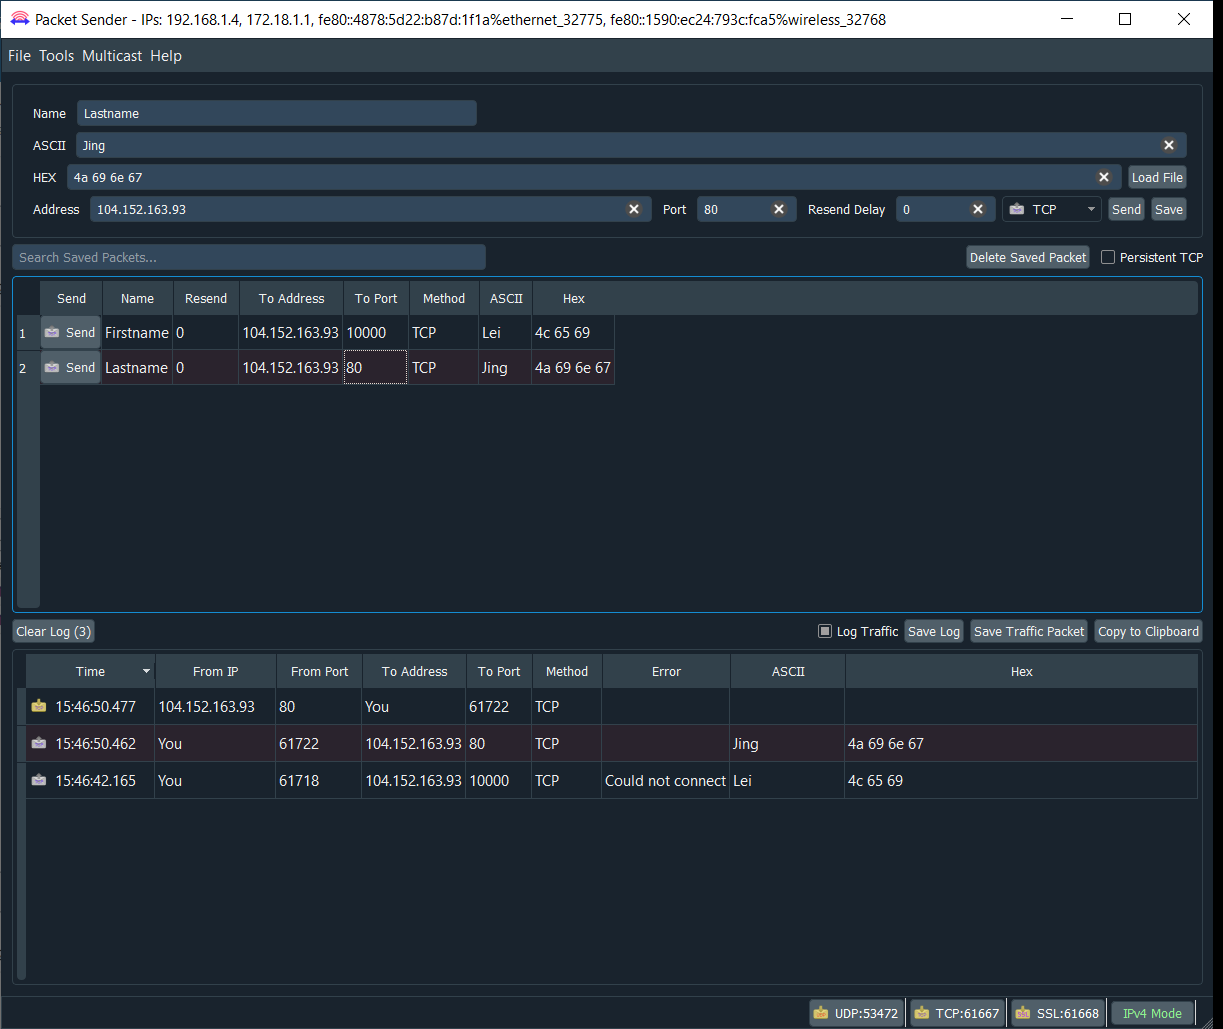 Packet Sender - IPs: 192.168.1.4, 172.18.1.1, fe80::4878:5d22:b87d:1f1a%ethernet_32775, fe80::1590:ec24:793c:fca5%wireless_32768
File Tools Multicast Help
Name Lastname
ASCII Jing
HEX 4a 69 6e 67 Load File
Address 104.152.163.93 Port 80 Resend Delay 0 TCP Send Save
Search Saved Packets... Delete Saved Packet Persistent TCP
Send Name Resend To Address To Port Method ASCII Hex
1 Send Firstname 0 104.152.163.93 10000 TCP Lei 4c 65 69
2 Send Lastname 0 104.152.163.93 80 TCP Jing 4a 69 6e 67
Clear Log (3) Log Traffic Save Log Save Traffic Packet Copy to Clipboard
Time From IP From Port To Address To Port Method Error ASCII Hex
15:46:50.477 104.152.163.93 80 You 61722 TCP
15:46:50.462 You 61722 104.152.163.93 80 TCP Jing 4a 69 6e 67
15:46:42.165 You 61718 104.152.163.93 10000 TCP Could not connect Lei 4c 65 69
UDP:53472 TCP:61667 SSL:61668 IPv4 Mode